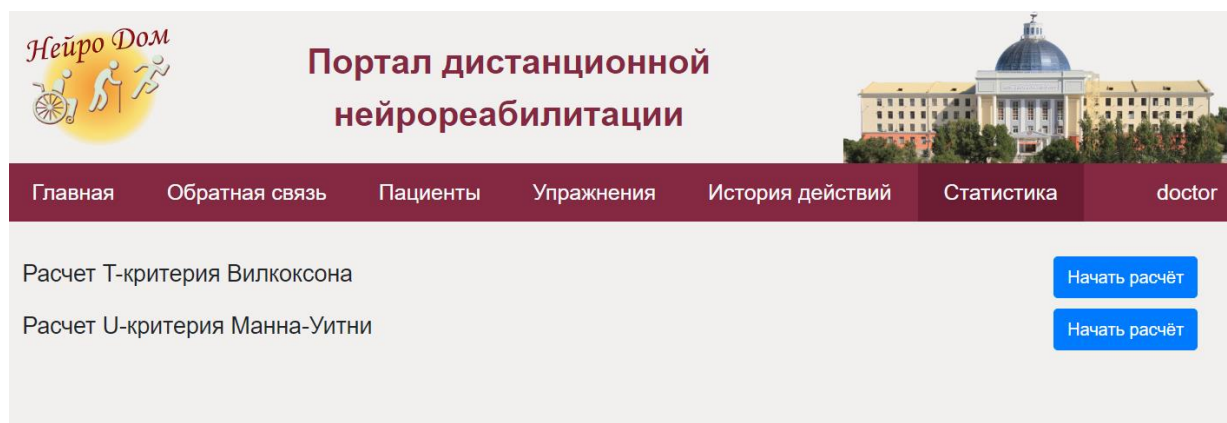 Нейро Дом
Портал дистанционной
нейрореабилитации
Главная Обратная связь Пациенты Упражнения История действий Статистика doctor
Расчет Т-критерия Вилкоксона Начать расчёт
Расчет U-критерия Манна-Уитни Начать расчёт